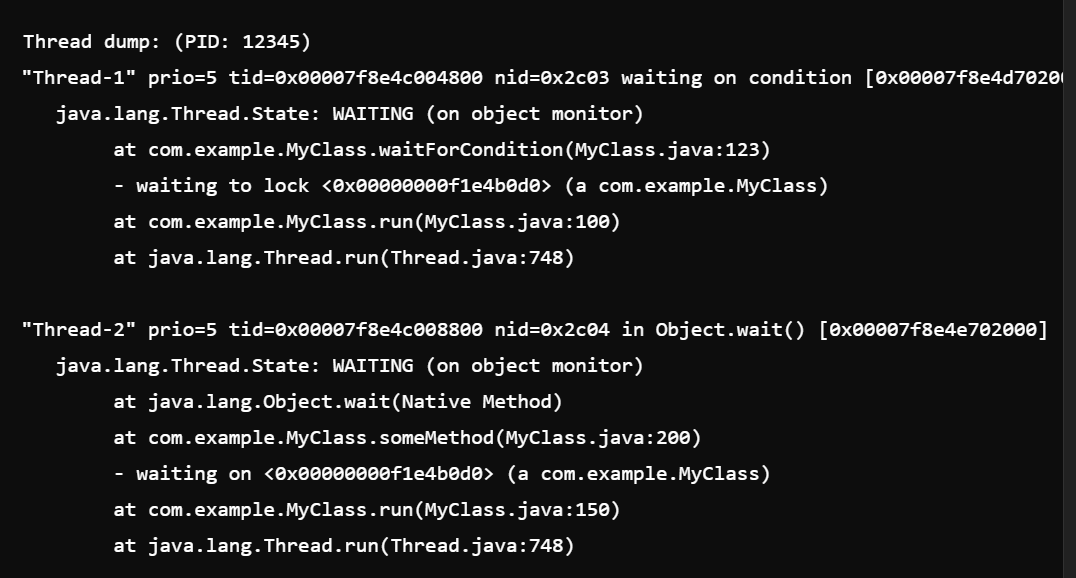 Thread dump: (PID: 12345)
"Thread-1" prio=5 tid=0x00007f8e4c004800 nid=0x2c03 waiting on condition [0x00007f8e4d7020
java.lang.Thread.State: WAITING (on object monitor)
at com.example.MyClass.waitForCondition(MyClass.java:123)
- waiting to lock <0x00000000f1e4b0d0> (a com.example.MyClass)
at com.example.MyClass.run(MyClass.java:100)
at java.lang.Thread.run(Thread.java:748)
"Thread-2" prio=5 tid=0x00007f8e4c008800 nid=0x2c04 in Object.wait() [0x00007f8e4e702000]
java.lang.Thread.State: WAITING (on object monitor)
at java.lang.Object.wait(Native Method)
at com.example.MyClass.someMethod(MyClass.java:200)
- waiting on <0x00000000f1e4b0d0> (a com.example.MyClass)
at com.example.MyClass.run(MyClass.java:150)
at java.lang.Thread.run(Thread.java:748)